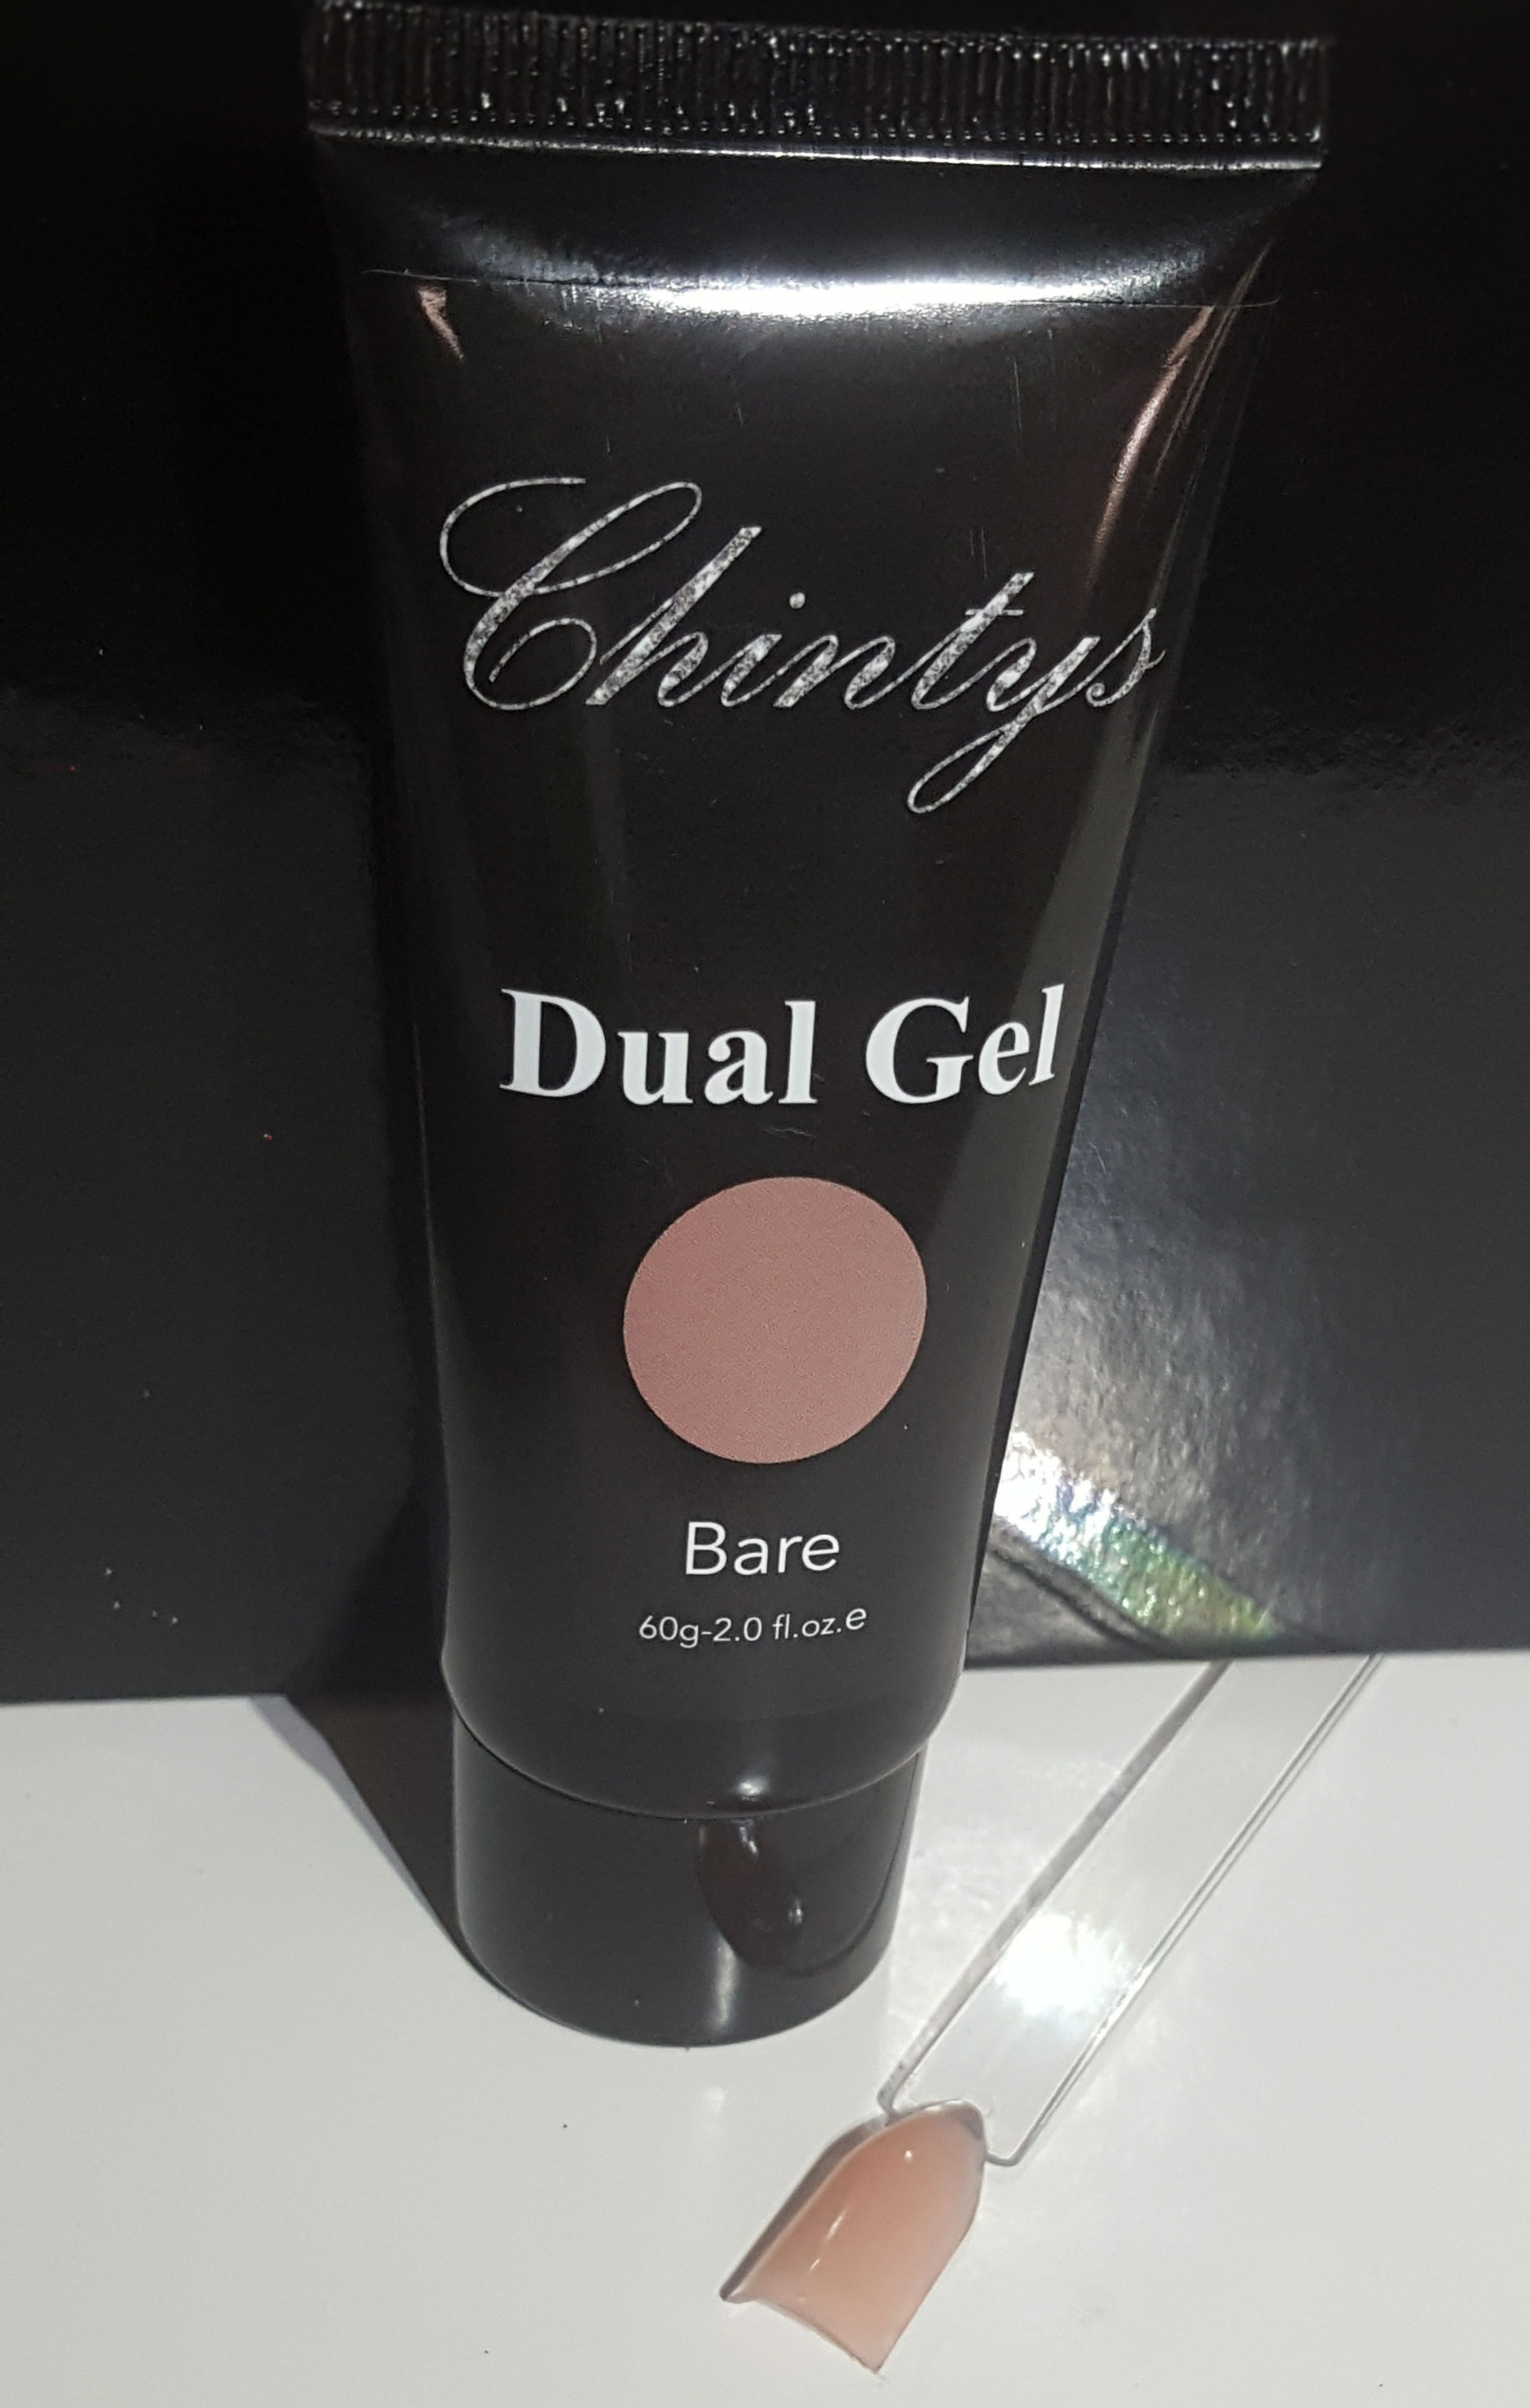 Chintys
Dual Gel
Bare
60g-2.0 fl.oz.e